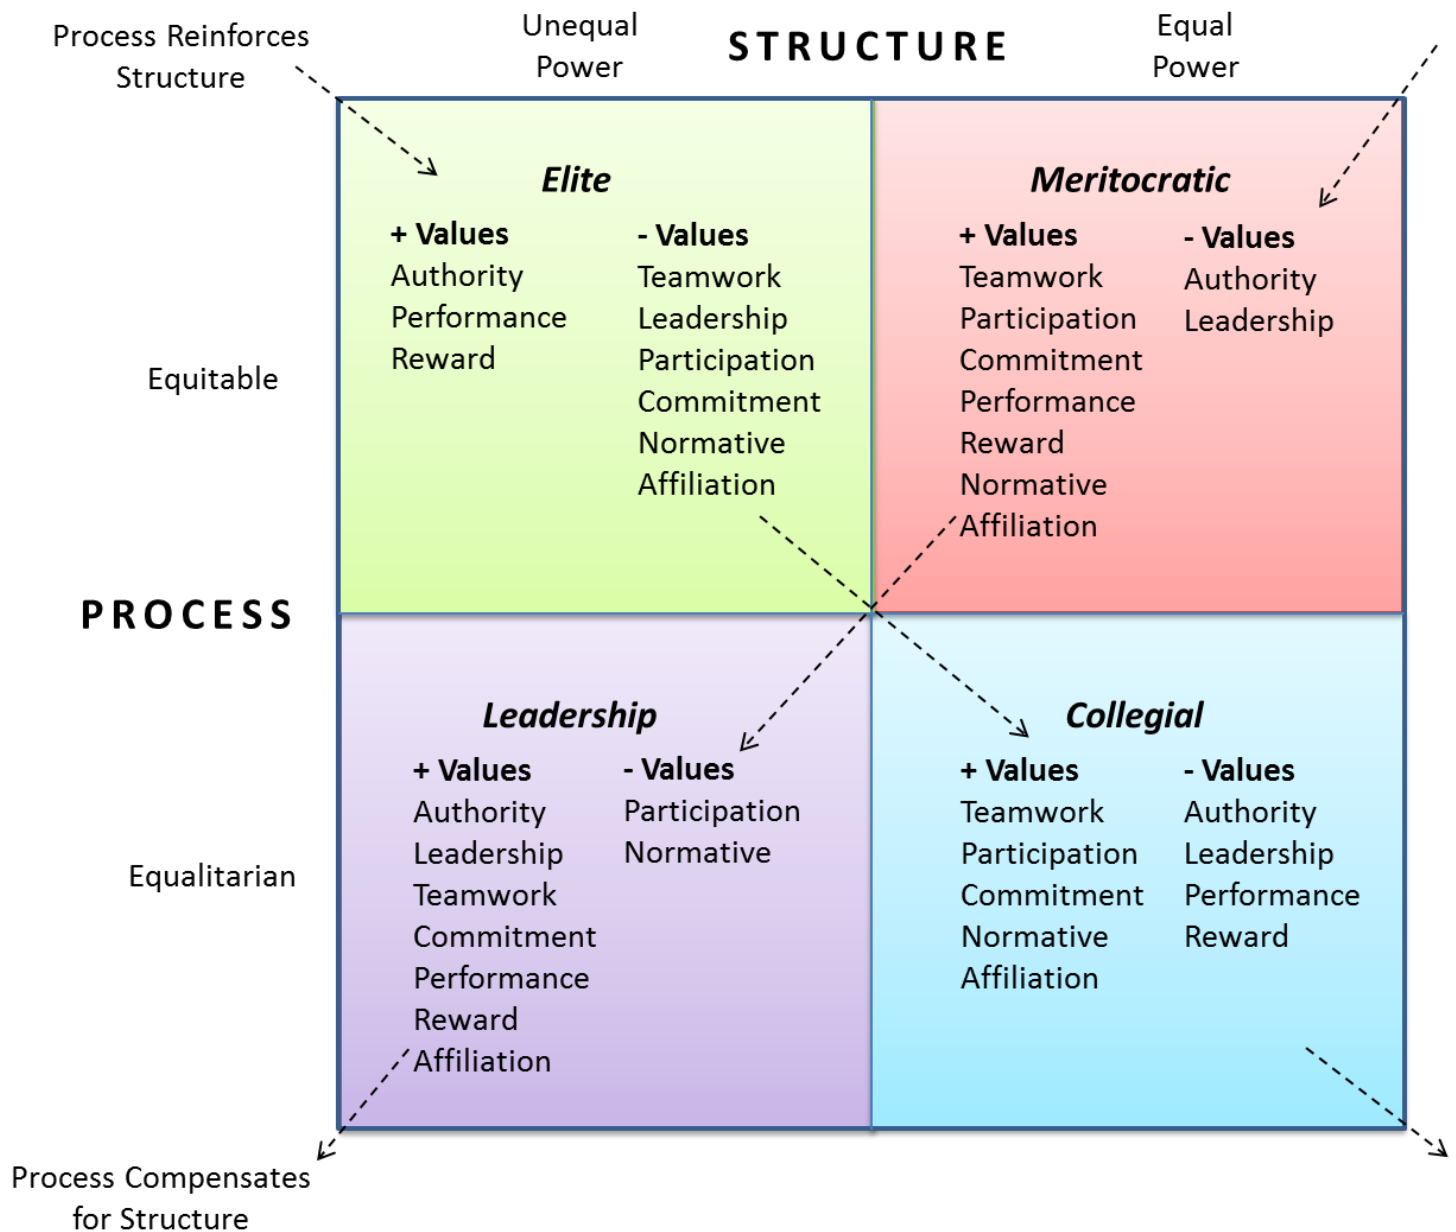 Process Reinforces
Structure
Unequal
Power
STRUCTURE
Equal
Power
Elite
+ Values
Authority
Performance
Reward
- Values
Teamwork
Leadership
Participation
Commitment
Normative
Affiliation
Meritocratic
+ Values
Teamwork
Participation
Commitment
Performance
Reward
Normative
Affiliation
- Values
Authority
Leadership
Equitable
PROCESS
Equalitarian
Leadership
+ Values
Authority
Leadership
Teamwork
Commitment
Performance
Reward
Affiliation
- Values
Participation
Normative
Collegial
+ Values
Teamwork
Participation
Commitment
Normative
Affiliation
- Values
Authority
Leadership
Performance
Reward
Process Compensates
for Structure